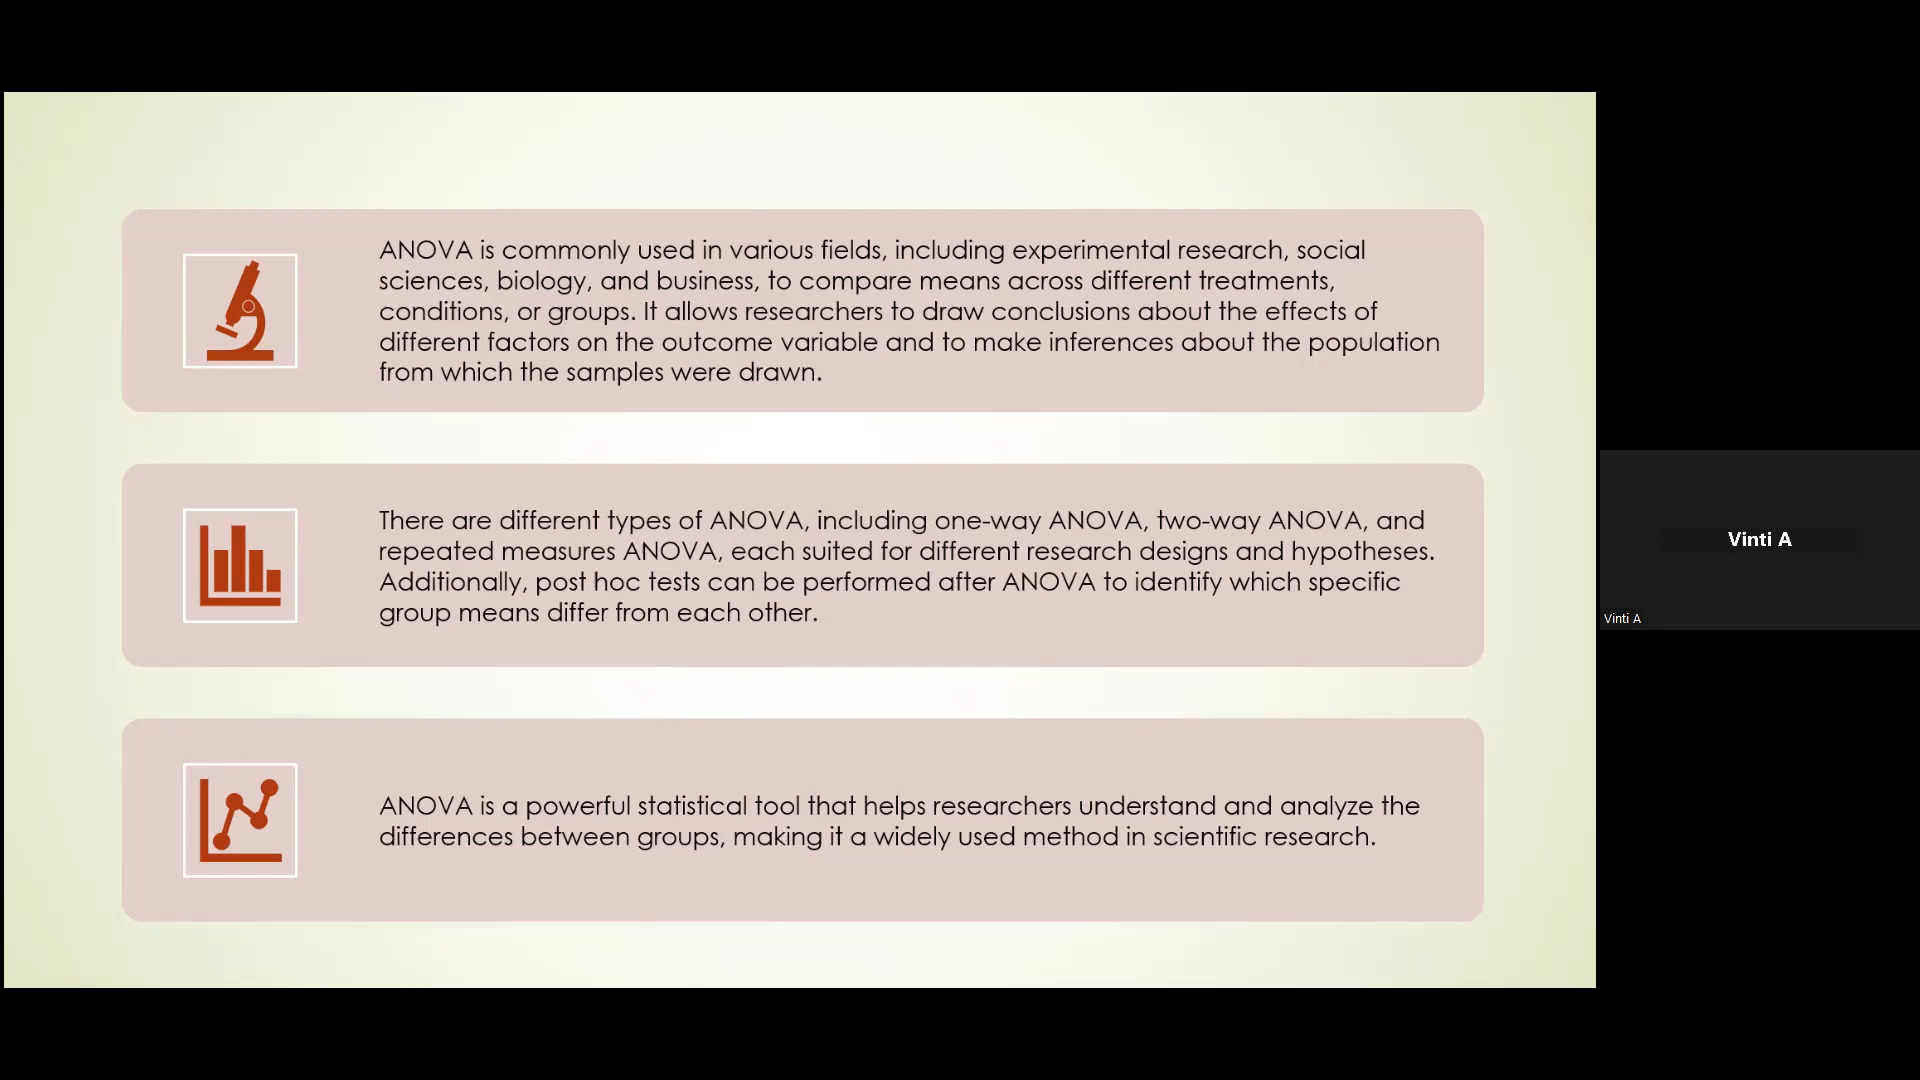 ANOVA is commonly used in various fields, including experimental research, social
sciences, biology, and business, to compare means across different treatments,
conditions, or groups. It allows researchers to draw conclusions about the effects of
different factors on the outcome variable and to make inferences about the population
from which the samples were drawn.
There are different types of ANOVA, including one-way ANOVA, two-way ANOVA, and
repeated measures ANOVA, each suited for different research designs and hypotheses.
Additionally, post hoc tests can be performed after ANOVA to identify which specific
group means differ from each other.
ANOVA is a powerful statistical tool that helps researchers understand and analyze the
differences between groups, making it a widely used method in scientific research.
Vinti A
Vinti A